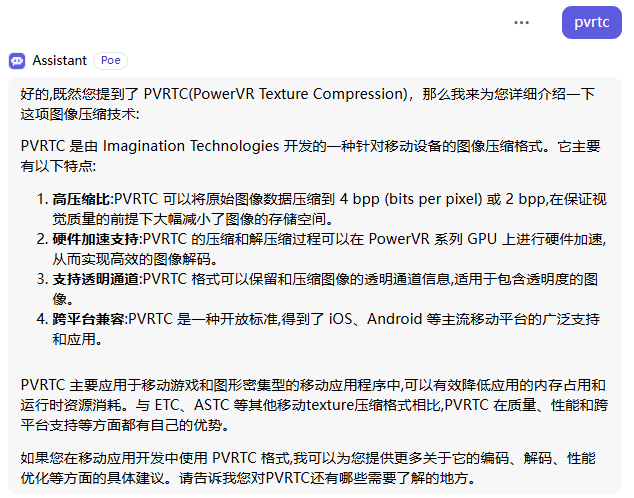 pvrtc
Assistant Poe
好的,既然您提到了 PVRTC(PowerVR Texture Compression)，那么我来为您详细介绍一下
这项图像压缩技术:
PVRTC 是由 Imagination Technologies 开发的一种针对移动设备的图像压缩格式。它主要
有以下特点:
1. 高压缩比:PVRTC 可以将原始图像数据压缩到 4 bpp (bits per pixel) 或 2 bpp,在保证视
觉质量的前提下大幅减小了图像的存储空间。
2. 硬件加速支持:PVRTC 的压缩和解压缩过程可以在 PowerVR 系列 GPU 上进行硬件加速,
从而实现高效的图像解码。
3. 支持透明通道:PVRTC 格式可以保留和压缩图像的透明通道信息,适用于包含透明度的图
像。
4. 跨平台兼容:PVRTC 是一种开放标准,得到了 iOS、Android 等主流移动平台的广泛支持
和应用。
PVRTC 主要应用于移动游戏和图形密集型的移动应用程序中,可以有效降低应用的内存占用和
运行时资源消耗。与 ETC、ASTC 等其他移动texture压缩格式相比,PVRTC 在质量、性能和跨
平台支持等方面都有自己的优势。
如果您在移动应用开发中使用 PVRTC 格式,我可以为您提供更多关于它的编码、解码、性能
优化等方面的具体建议。请告诉我您对PVRTC还有哪些需要了解的地方。